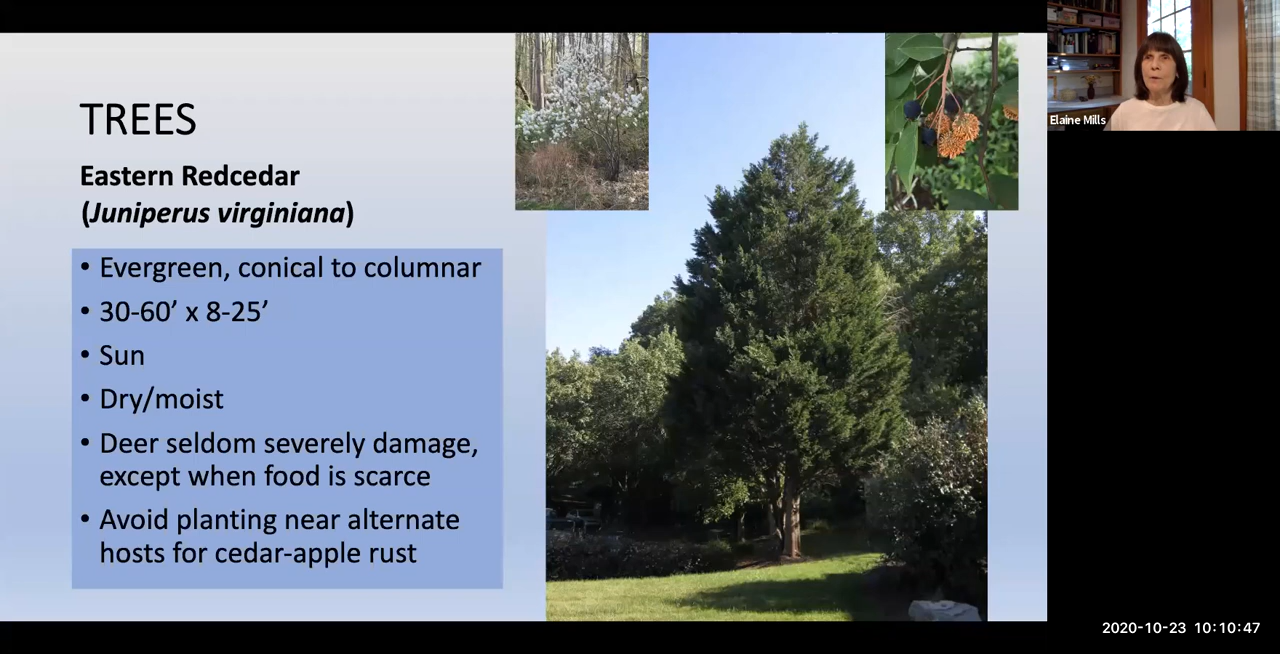 TREES
Eastern Redcedar
(Juniperus virginiana)
• Evergreen, conical to columnar
• 30-60’ x 8-25’
• Sun
• Dry/moist
• Deer seldom severely damage,
except when food is scarce
• Avoid planting near alternate
hosts for cedar-apple rust
Elaine Mills
2020-10-23 10:10:47